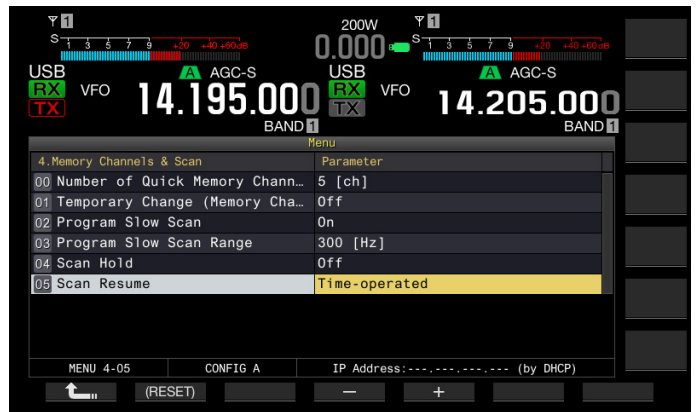 1 200W 1
S 1 3 5 7 9 +20 +40 +60dB 0.000 S 1 3 5 7 9 +20 +40 +60dB
USB A AGC-S USB A AGC-S
RX VFO 14.195.000 RX VFO 14.205.000
TX TX
BAND 1 BAND 1
Menu
4.Memory Channels & Scan Parameter
00 Number of Quick Memory Chann… 5 [ch]
01 Temporary Change (Memory Cha… Off
02 Program Slow Scan On
03 Program Slow Scan Range 300 [Hz]
04 Scan Hold Off
05 Scan Resume Time-operated
MENU 4-05 CONFIG A IP Address:---.---.---.--- (by DHCP)
(RESET) − +